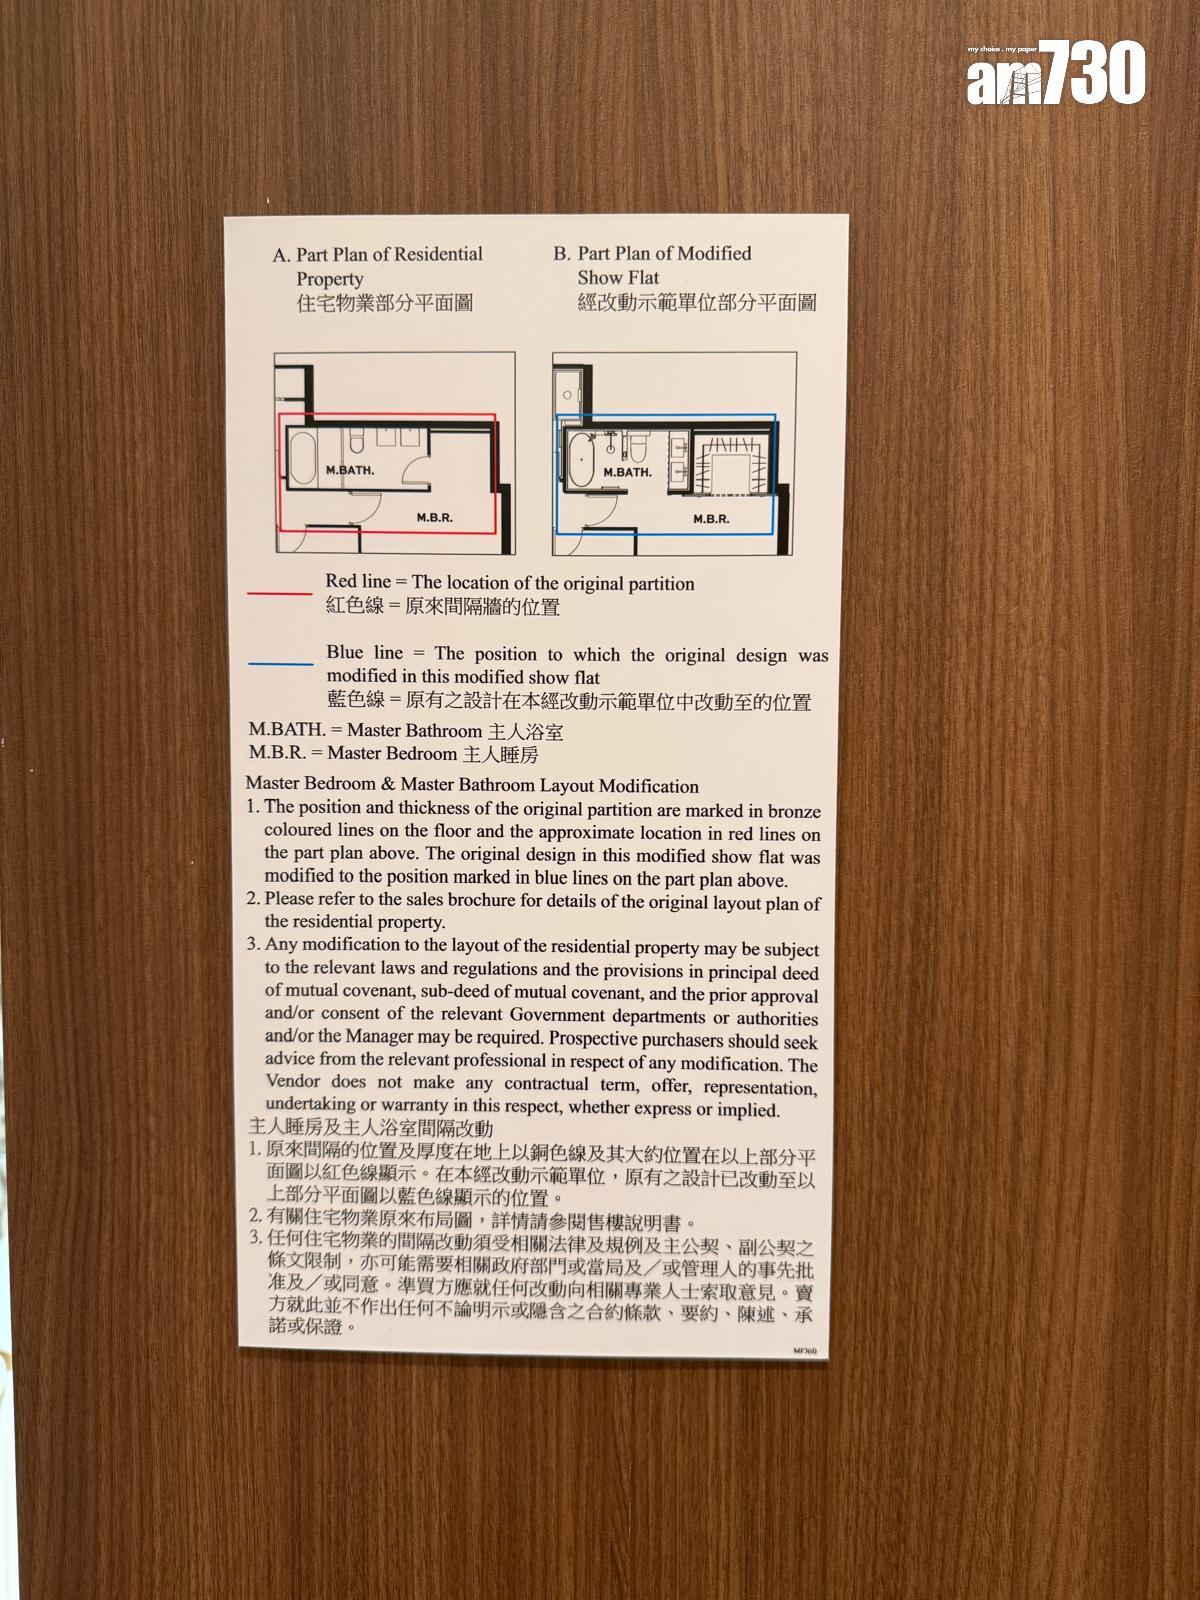 my choice . my paper
am730
A. Part Plan of Residential
Property
住宅物業部分平面圖
B. Part Plan of Modified
Show Flat
經改動示範單位部分平面圖
M.BATH.
M.B.R.
M.BATH.
M.B.R.
Red line = The location of the original partition
紅色線 = 原來間隔牆的位置
Blue line = The position to which the original design was
modified in this modified show flat
藍色線 = 原有之設計在本經改動示範單位中改動至的位置
M.BATH. = Master Bathroom 主人浴室
M.B.R. = Master Bedroom 主人睡房
Master Bedroom & Master Bathroom Layout Modification
1. The position and thickness of the original partition are marked in bronze
coloured lines on the floor and the approximate location in red lines on
the part plan above. The original design in this modified show flat was
modified to the position marked in blue lines on the part plan above.
2. Please refer to the sales brochure for details of the original layout plan of
the residential property.
3. Any modification to the layout of the residential property may be subject
to the relevant laws and regulations and the provisions in principal deed
of mutual covenant, sub-deed of mutual covenant, and the prior approval
and/or consent of the relevant Government departments or authorities
and/or the Manager may be required. Prospective purchasers should seek
advice from the relevant professional in respect of any modification. The
Vendor does not make any contractual term, offer, representation,
undertaking or warranty in this respect, whether express or implied.
主人睡房及主人浴室間隔改動
1. 原來間隔的位置及厚度在地上以銅色線及其大約位置在以上部分平
面圖以紅色線顯示。在本經改動示範單位，原有之設計已改動至以
上部分平面圖以藍色線顯示的位置。
2. 有關住宅物業原來布局圖，詳情請參閱售樓說明書。
3. 任何住宅物業的間隔改動須受相關法律及規例及主公契、副公契之
條文限制，亦可能需要相關政府部門或當局及／或管理人的事先批
准及／或同意。準買方應就任何改動向相關專業人士索取意見。賣
方就此並不作出任何不論明示或隱含之合約條款、要約、陳述、承
諾或保證。
MF3(d)